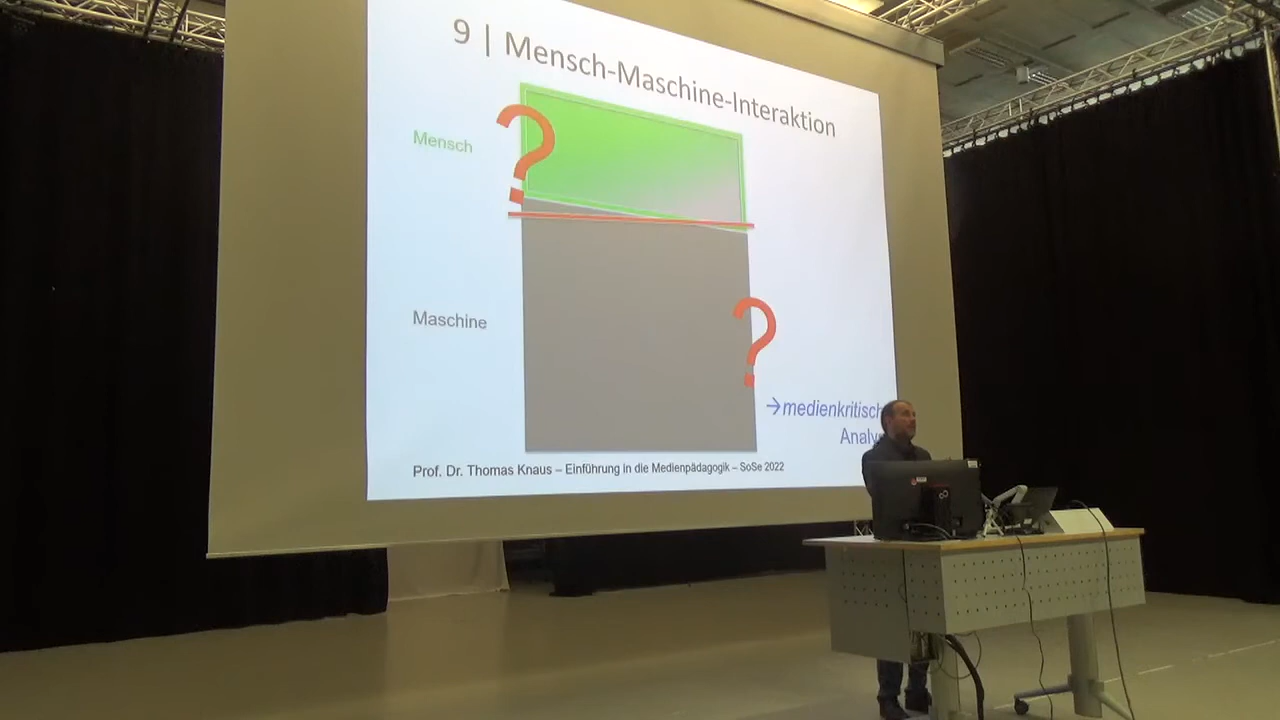 9 | Mensch-Maschine-Interaktion
?
Mensch
Maschine
?
→medienkritisch
Analy
Prof. Dr. Thomas Knaus – Einführung in die Medienpädagogik – SoSe 2022